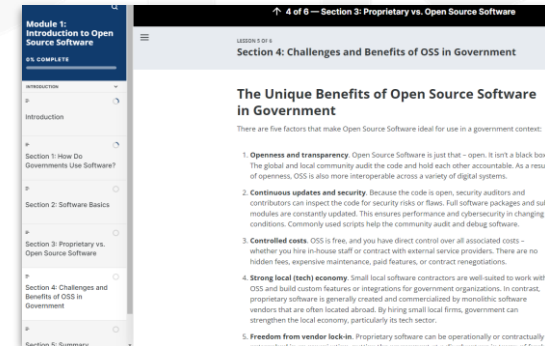 Module 1:
Introduction to Open
Source Software
0% COMPLETE
INTRODUCTION
Introduction
Section 1: How Do
Governments Use Software?
Section 2: Software Basics
Section 3: Proprietary vs.
Open Source Software
Section 4: Challenges and
Benefits of OSS in
Government
Section 5: Summary
4 of 6 — Section 3: Proprietary vs. Open Source Software
LESSON 5 OF 6
Section 4: Challenges and Benefits of OSS in Government
The Unique Benefits of Open Source Software
in Government
There are five factors that make Open Source Software ideal for use in a government context:
1. Openness and transparency. Open Source Software is just that – open. It isn't a black box.
The global and local community audit the code and hold each other accountable. As a resu
of openness, OSS is also more interoperable across a variety of digital systems.
2. Continuous updates and security. Because the code is open, security auditors and
contributors can inspect the code for security risks or flaws. Full software packages and sul
modules are constantly updated. This ensures performance and cybersecurity in changing
conditions. Commonly used scripts help the community audit and debug software.
3. Controlled costs. OSS is free, and you have direct control over all associated costs –
whether you hire in-house staff or contract with external service providers. There are no
hidden fees, expensive maintenance, paid features, or contract renegotiations.
4. Strong local (tech) economy. Small local software contractors are well-suited to work with
OSS and build custom features or integrations for government organizations. In contrast,
proprietary software is generally created and commercialized by monolithic software
vendors that are often located abroad. By hiring small local firms, government can
strengthen the local economy, particularly its tech sector.
5. Freedom from vendor lock-in. Proprietary software can be operationally or contractually